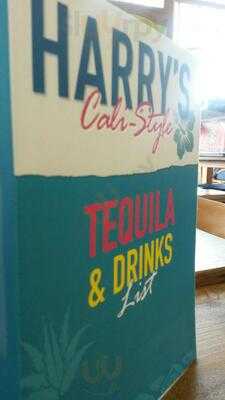 HARRY'S
Cali-Style
TEQUILA
& DRINKS
List